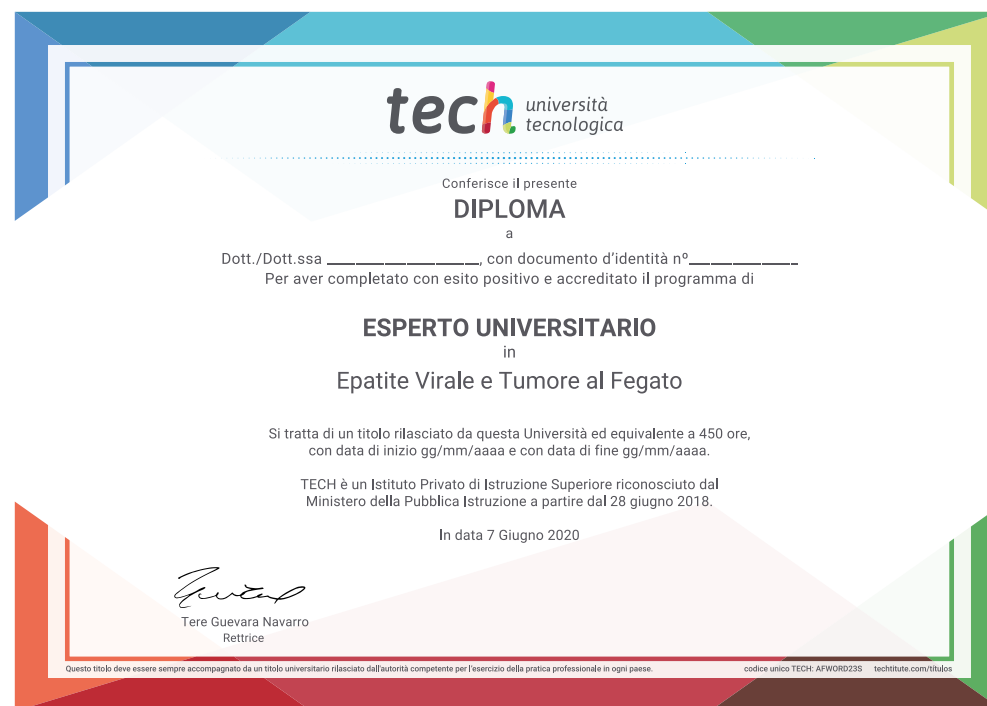 tech università
tecnologica
Conferisce il presente
DIPLOMA
a
Dott./Dott.ssa ___________________, con documento d'identità nº______________
Per aver completato con esito positivo e accreditato il programma di
ESPERTO UNIVERSITARIO
in
Epatite Virale e Tumore al Fegato
Si tratta di un titolo rilasciato da questa Università ed equivalente a 450 ore,
con data di inizio gg/mm/aaaa e con data di fine gg/mm/aaaa.
TECH è un Istituto Privato di Istruzione Superiore riconosciuto dal
Ministero della Pubblica Istruzione a partire dal 28 giugno 2018.
In data 7 Giugno 2020
Tere Guevara Navarro
Rettrice
Questo titolo deve essere sempre accompagnato da un titolo universitario rilasciato dall'autorità competente per l'esercizio della pratica professionale in ogni paese. codice unico TECH: AFWORD23S techtitute.com/titulos